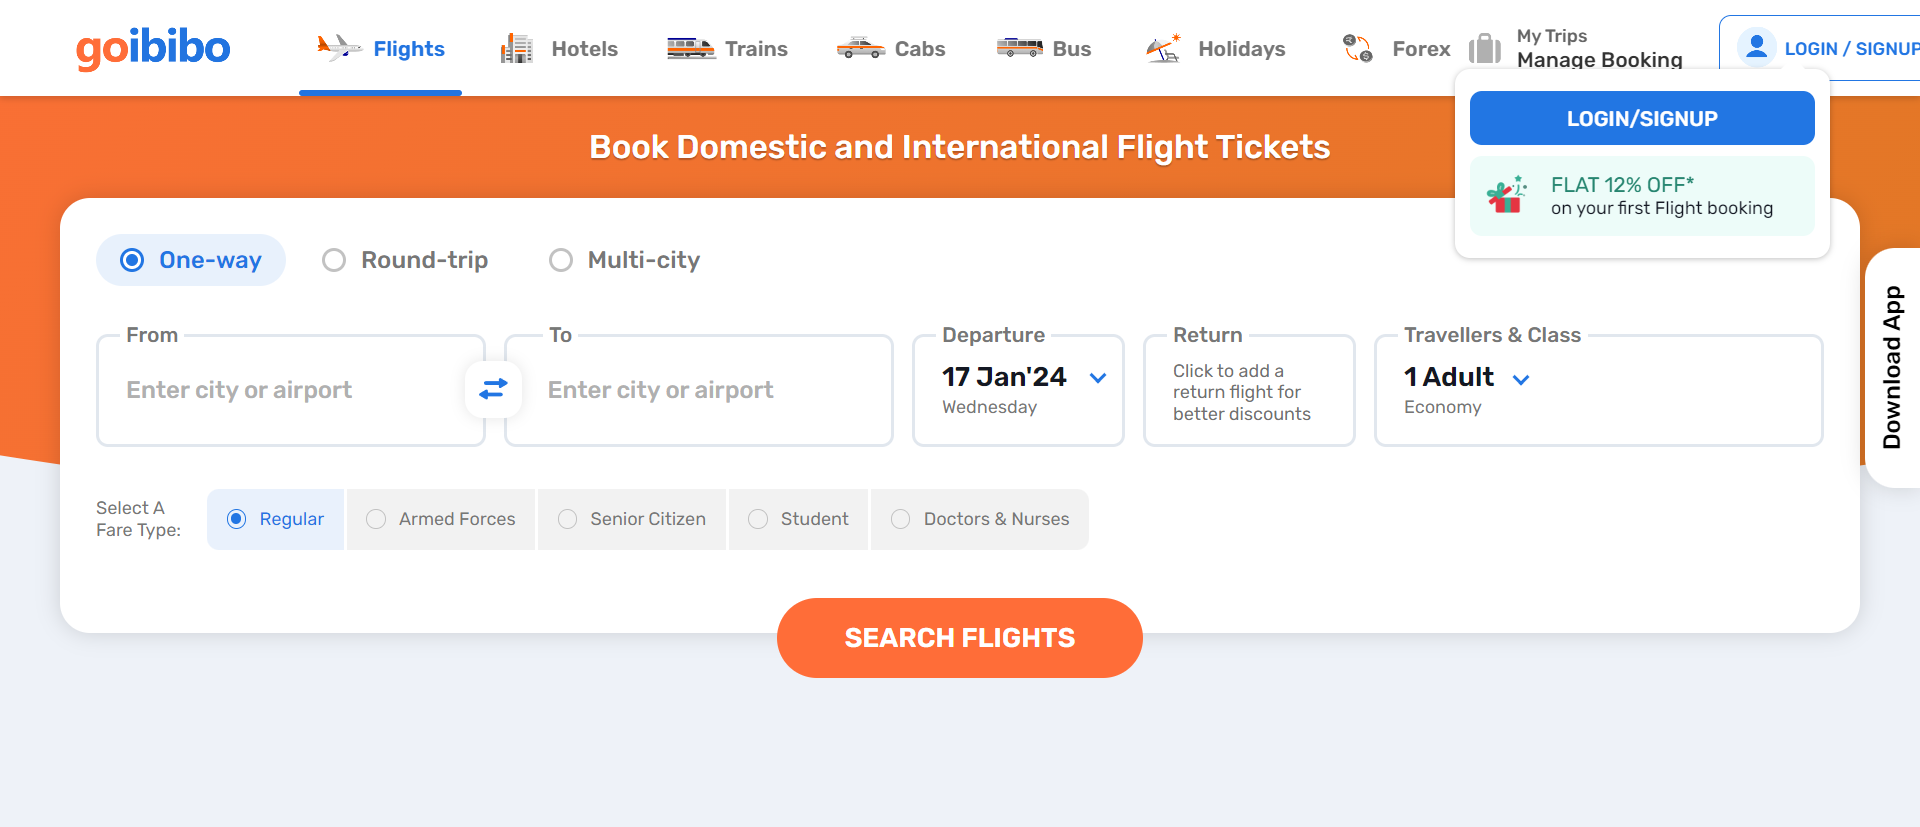 goibibo
Flights
Hotels
Trains
Cabs
Bus
Holidays
Forex
My Trips
Manage Booking
LOGIN / SIGNUP
LOGIN/SIGNUP
FLAT 12% OFF*
on your first Flight booking
Book Domestic and International Flight Tickets
One-way
Round-trip
Multi-city
From
Enter city or airport
To
Enter city or airport
Departure
17 Jan'24
Wednesday
Return
Click to add a
return flight for
better discounts
Travellers & Class
1 Adult
Economy
Download App
Select A
Fare Type:
Regular
Armed Forces
Senior Citizen
Student
Doctors & Nurses
SEARCH FLIGHTS